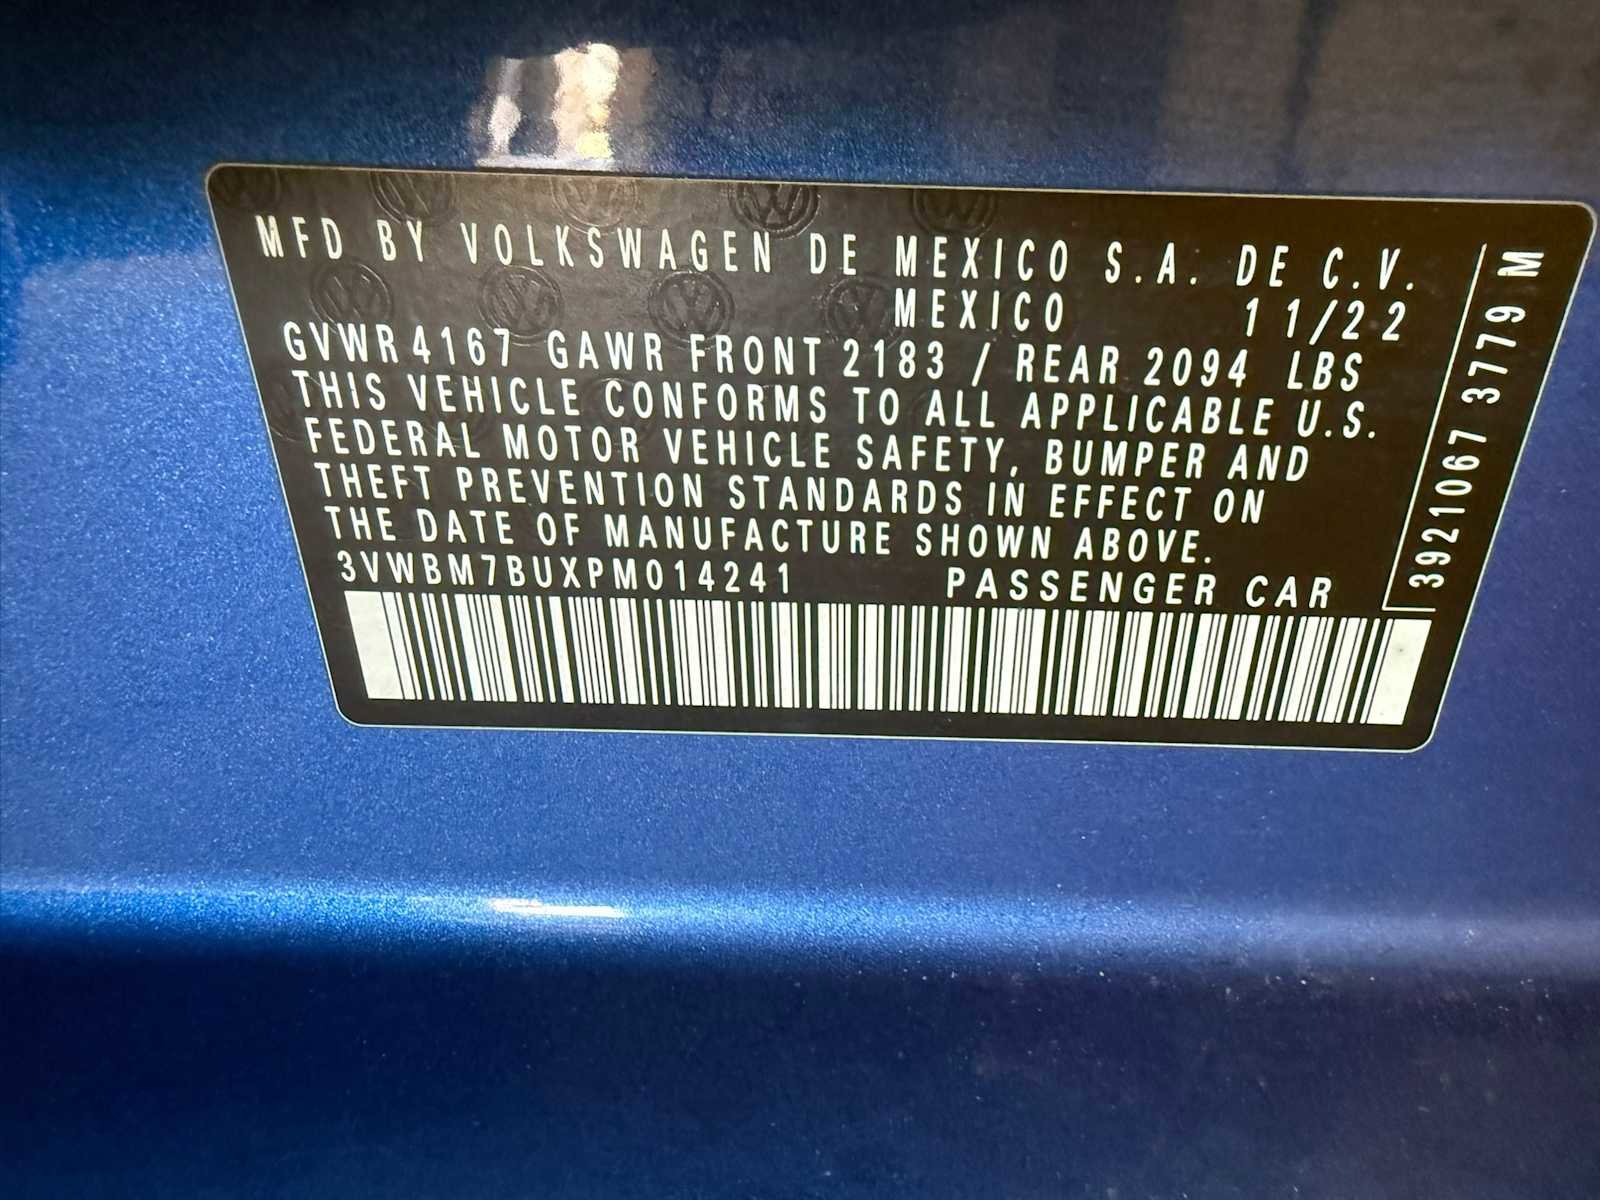 MFD BY VOLKSWAGEN DE MEXICO S.A. DE C.V.
MEXICO 11/22
GVWR 4167 GAWR FRONT 2183 / REAR 2094 LBS
THIS VEHICLE CONFORMS TO ALL APPLICABLE U.S.
FEDERAL MOTOR VEHICLE SAFETY, BUMPER AND
THEFT PREVENTION STANDARDS IN EFFECT ON
THE DATE OF MANUFACTURE SHOWN ABOVE.
3VWBM7BUXPM014241 PASSENGER CAR
3921067 3779 M